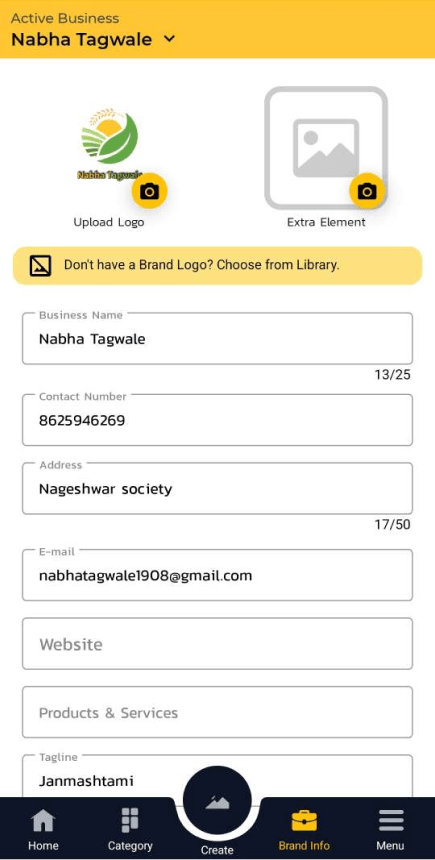 Active Business
Nabha Tagwale
Nabha Tagwale
Upload Logo
Extra Element
Don't have a Brand Logo? Choose from Library.
Business Name
Nabha Tagwale
13/25
Contact Number
8625946269
Address
Nageshwar society
17/50
E-mail
nabhatagwale1908@gmail.com
Website
Products & Services
Tagline
Janmashtami
Home
Category
Create
Brand Info
Menu